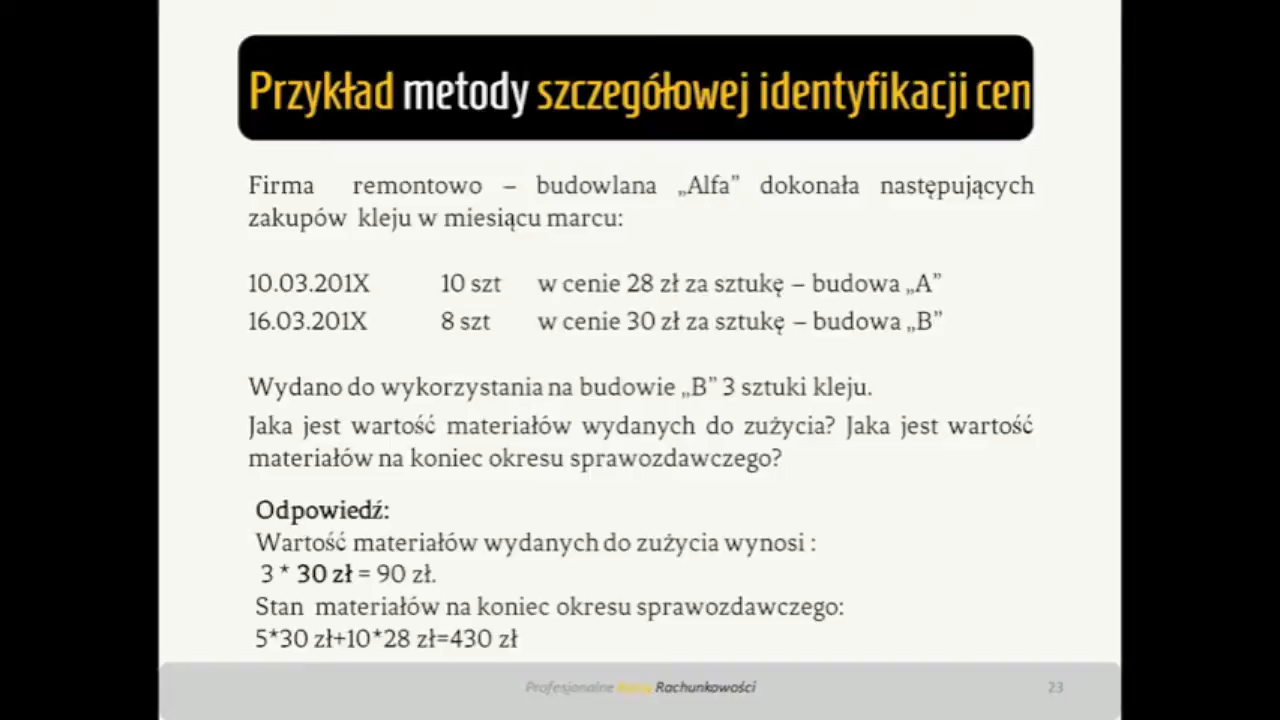 Przykład metody szczegółowej identyfikacji cen
Firma remontowo – budowlana „Alfa” dokonała następujących
zakupów kleju w miesiącu marcu:
10.03.201X 10 szt w cenie 28 zł za sztukę – budowa „A”
16.03.201X 8 szt w cenie 30 zł za sztukę – budowa „B”
Wydano do wykorzystania na budowie „B” 3 sztuki kleju.
Jaka jest wartość materiałów wydanych do zużycia? Jaka jest wartość
materiałów na koniec okresu sprawozdawczego?
Odpowiedź:
Wartość materiałów wydanych do zużycia wynosi :
3 * 30 zł = 90 zł.
Stan materiałów na koniec okresu sprawozdawczego:
5*30 zł+10*28 zł=430 zł
Profesjonalne Rachunkowości
23